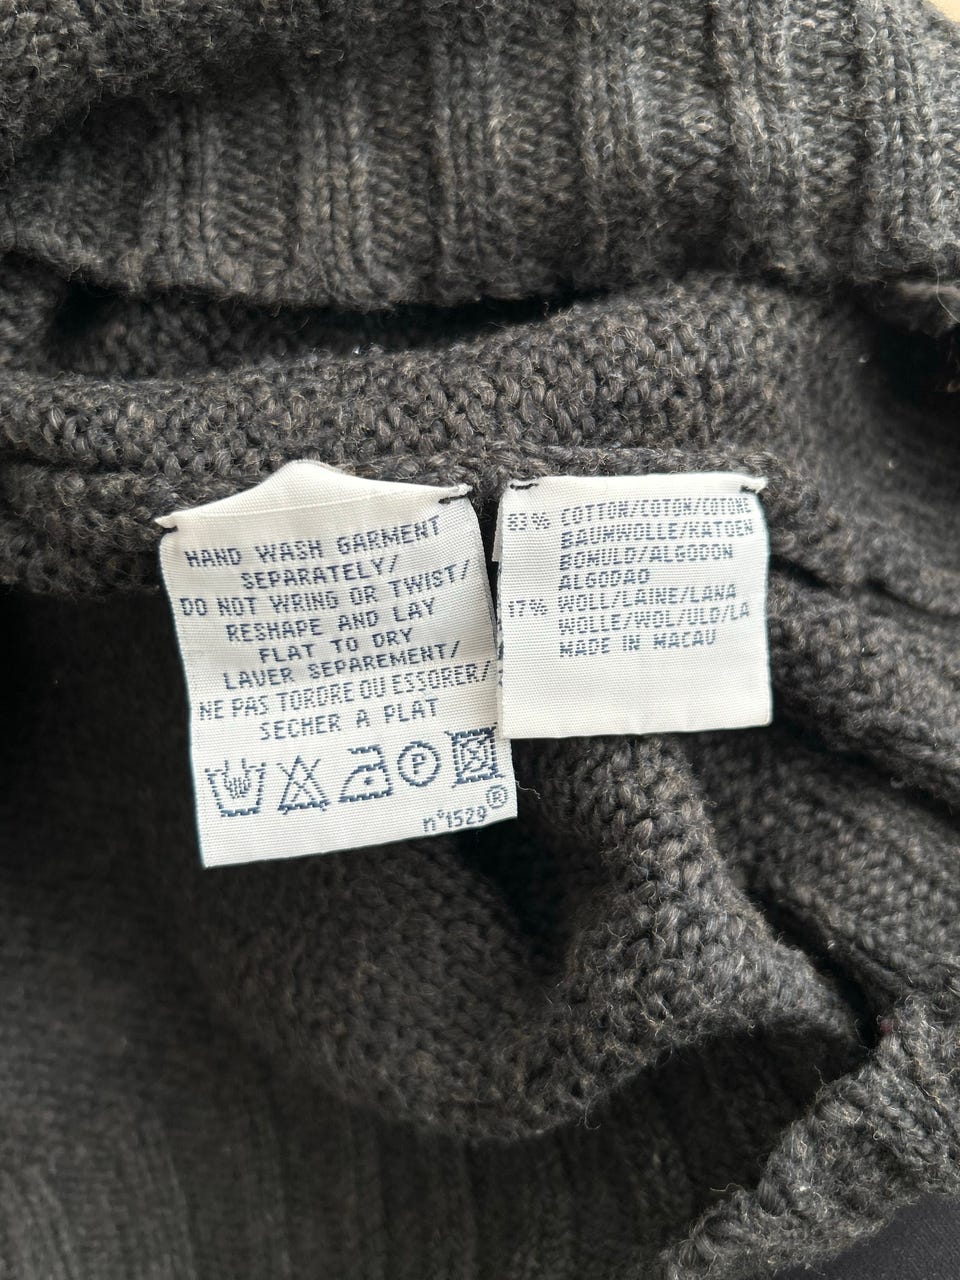 HAND WASH GARMENT
SEPARATELY/
DO NOT WRING OR TWIST/
RESHAPE AND LAY
FLAT TO DRY
LAVER SEPAREMENT/
NE PAS TORDRE OU ESSORER/
SECHER A PLAT
P
n°1529®
83% COTTON/COTON/COTONE
BAUMWOLLE/KATOEN
BOMULD/ALGODON
ALGODAO
17% WOLL/LAINE/LANA
WOLLE/WOL/ULD/LA
MADE IN MACAU